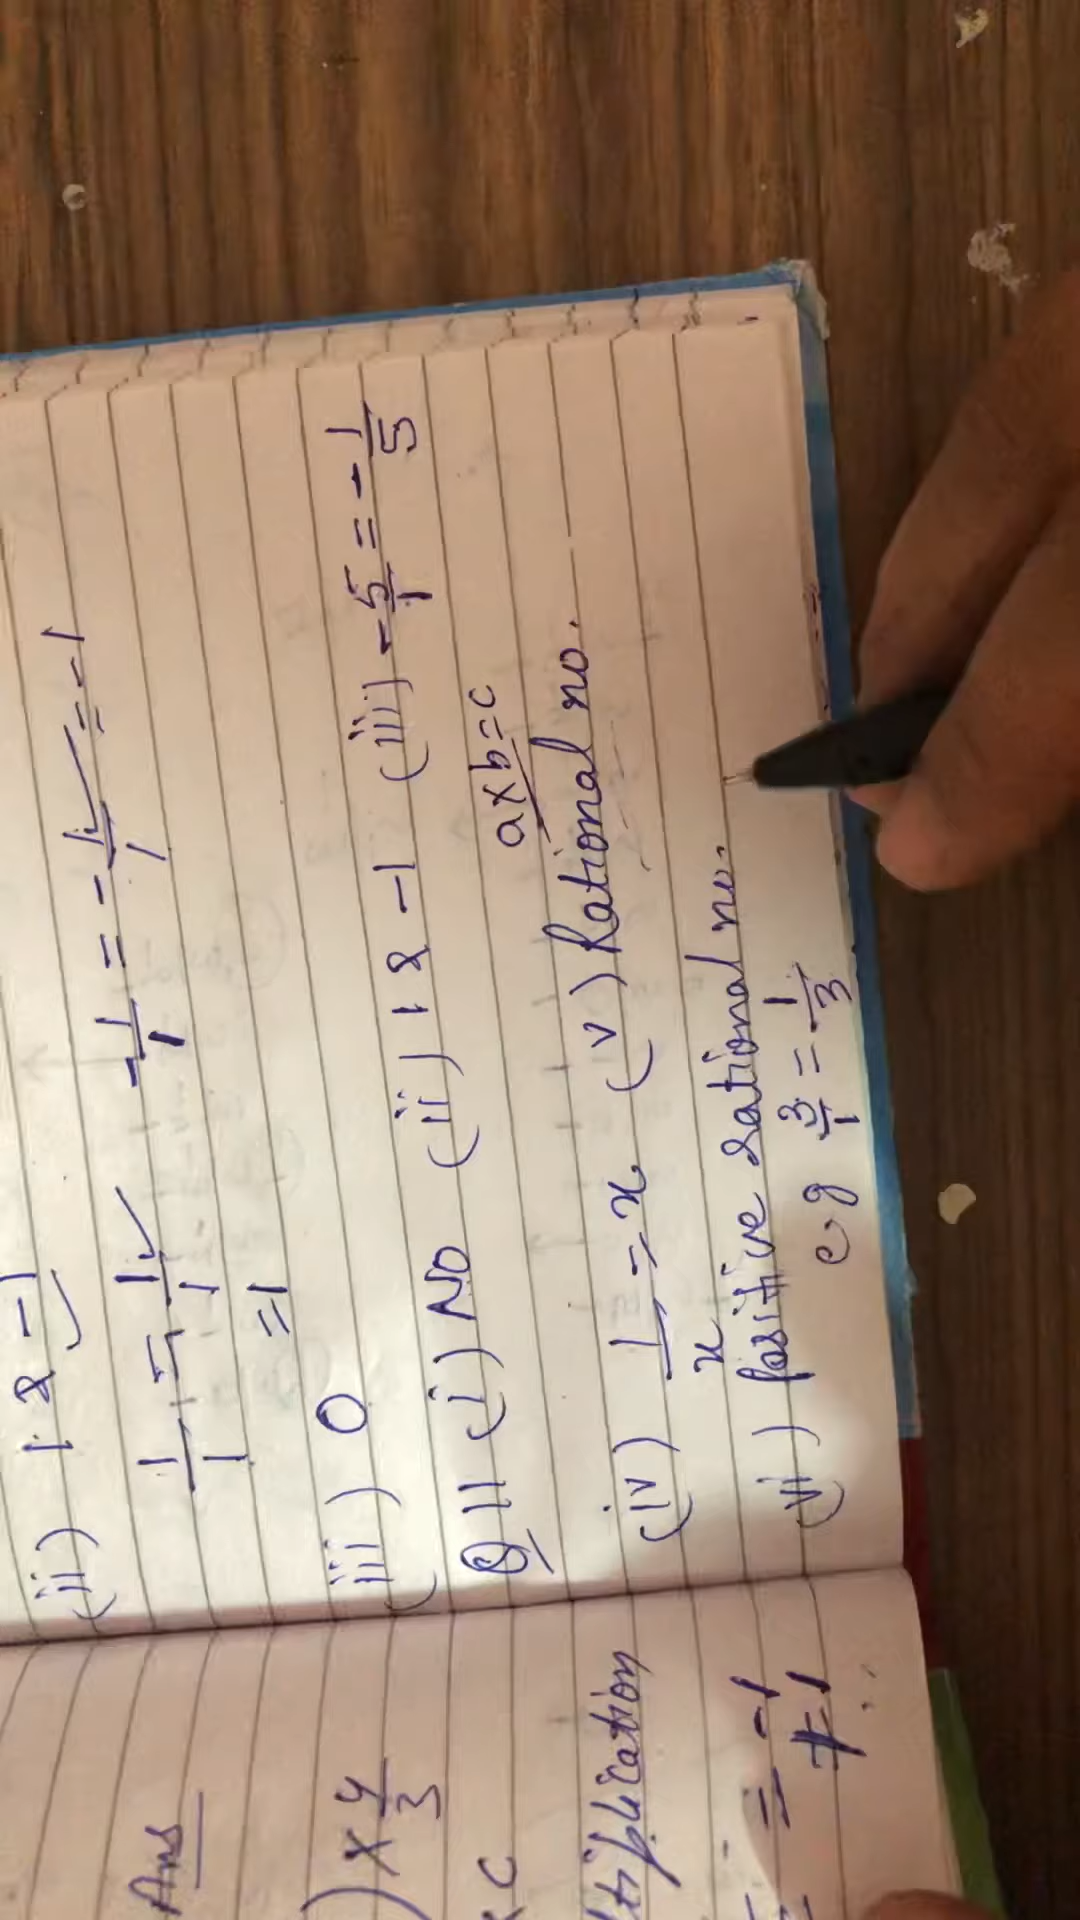 (ii) 1 & -1
1/1 = 1/1 -1/1 = -1/1 = -1
= 1
(iii) 0
Q 11 (i) NO (ii) 1 & -1 (iii) -5/1 = -1/5
a x b = c
(iv) 1/x = x (v) Rational no.
(vi) positive rational no.
e.g 3/1 = 1/3
Ans
) x 4/3
c
tiplication
= -1
≠ 1